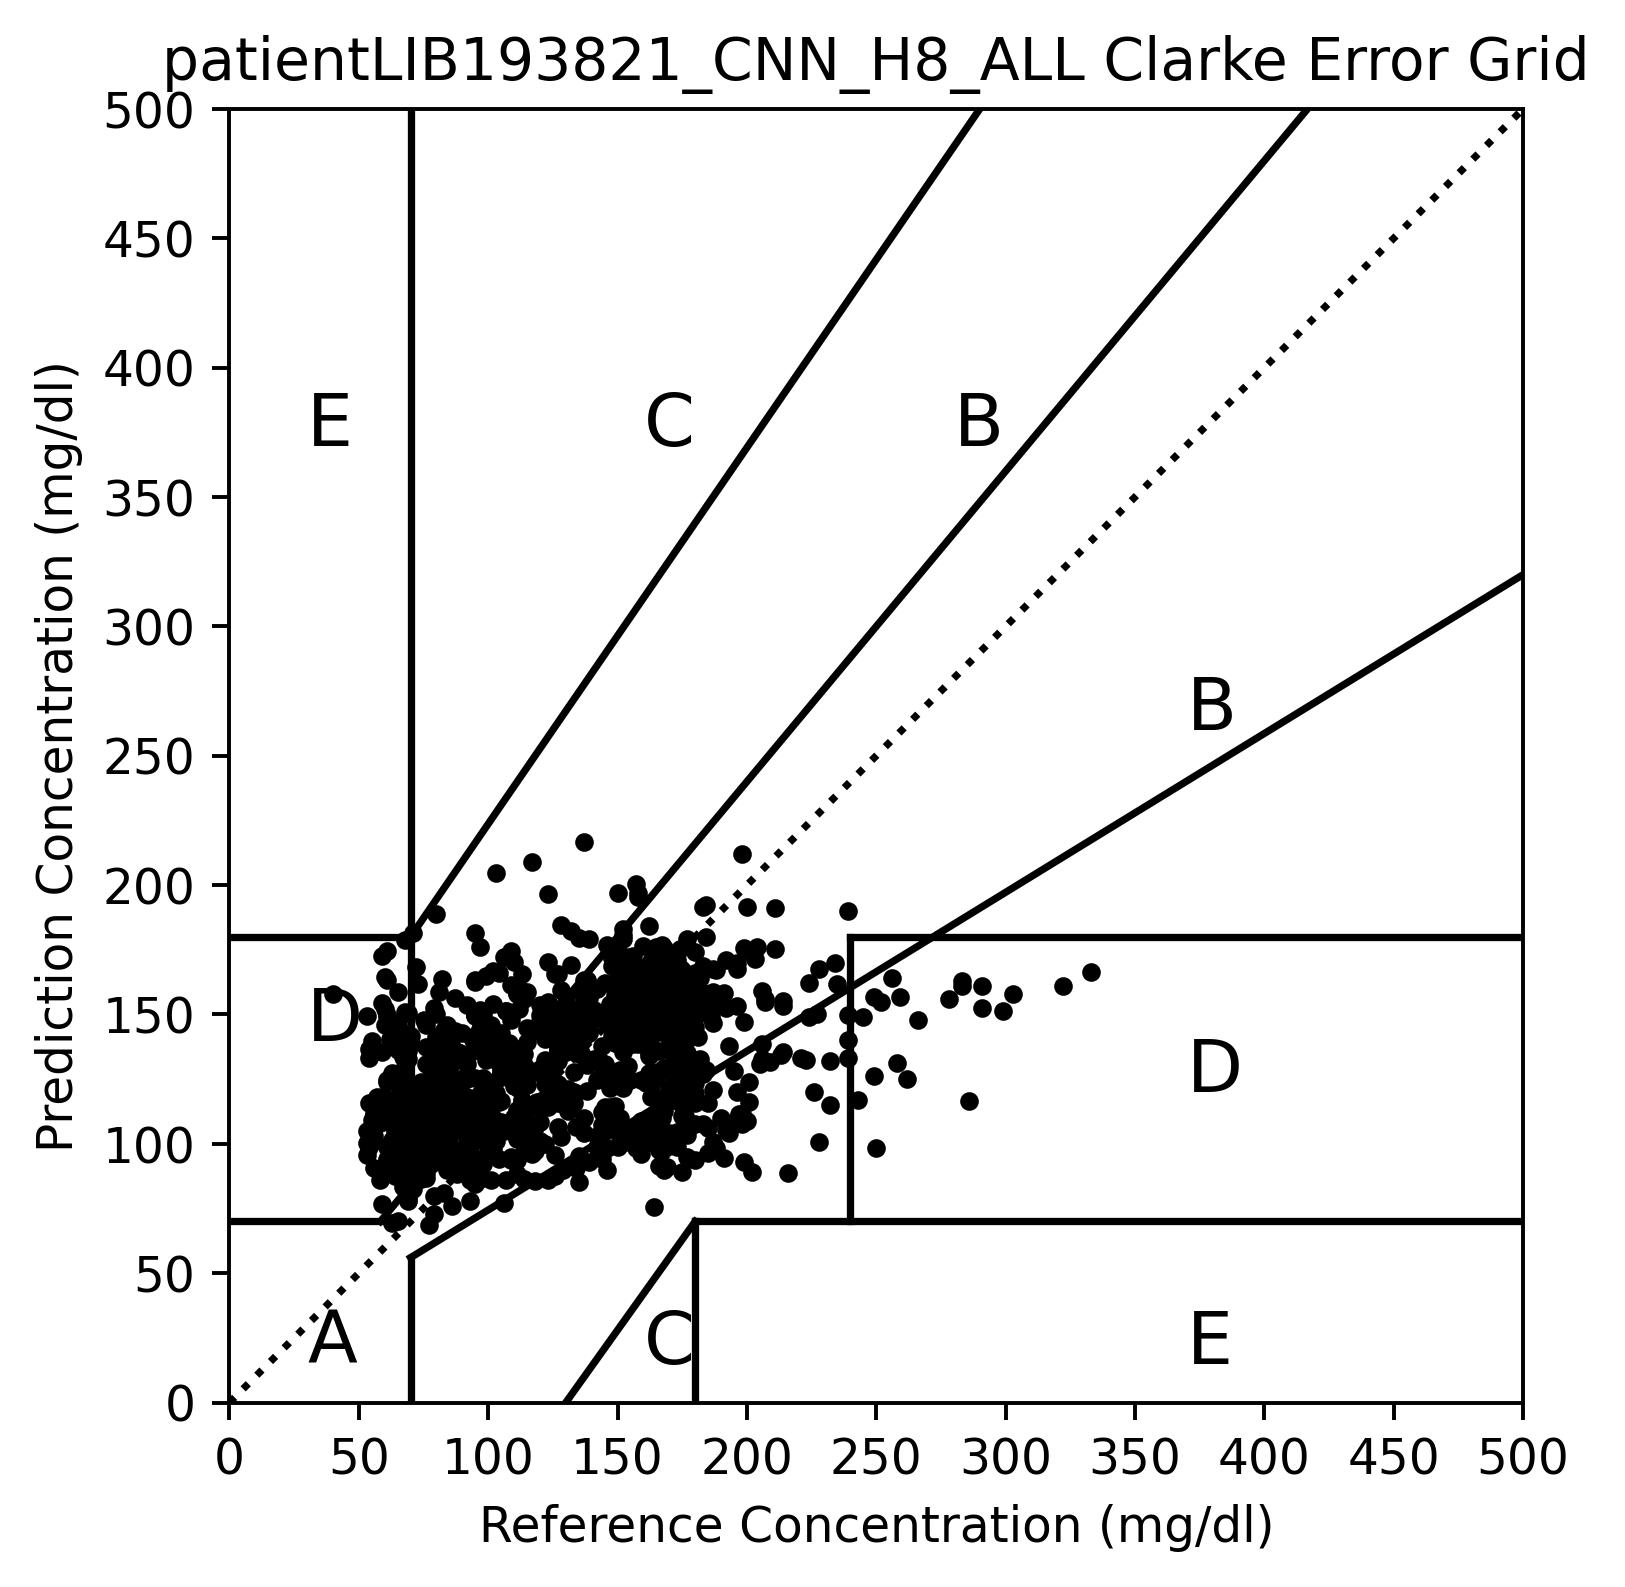 patientLIB193821_CNN_H8_ALL Clarke Error Grid
500
450
400
350
300
250
200
150
100
50
0
Prediction Concentration (mg/dl)
E
C
B
B
D
D
A
C
E
0 50 100 150 200 250 300 350 400 450 500
Reference Concentration (mg/dl)